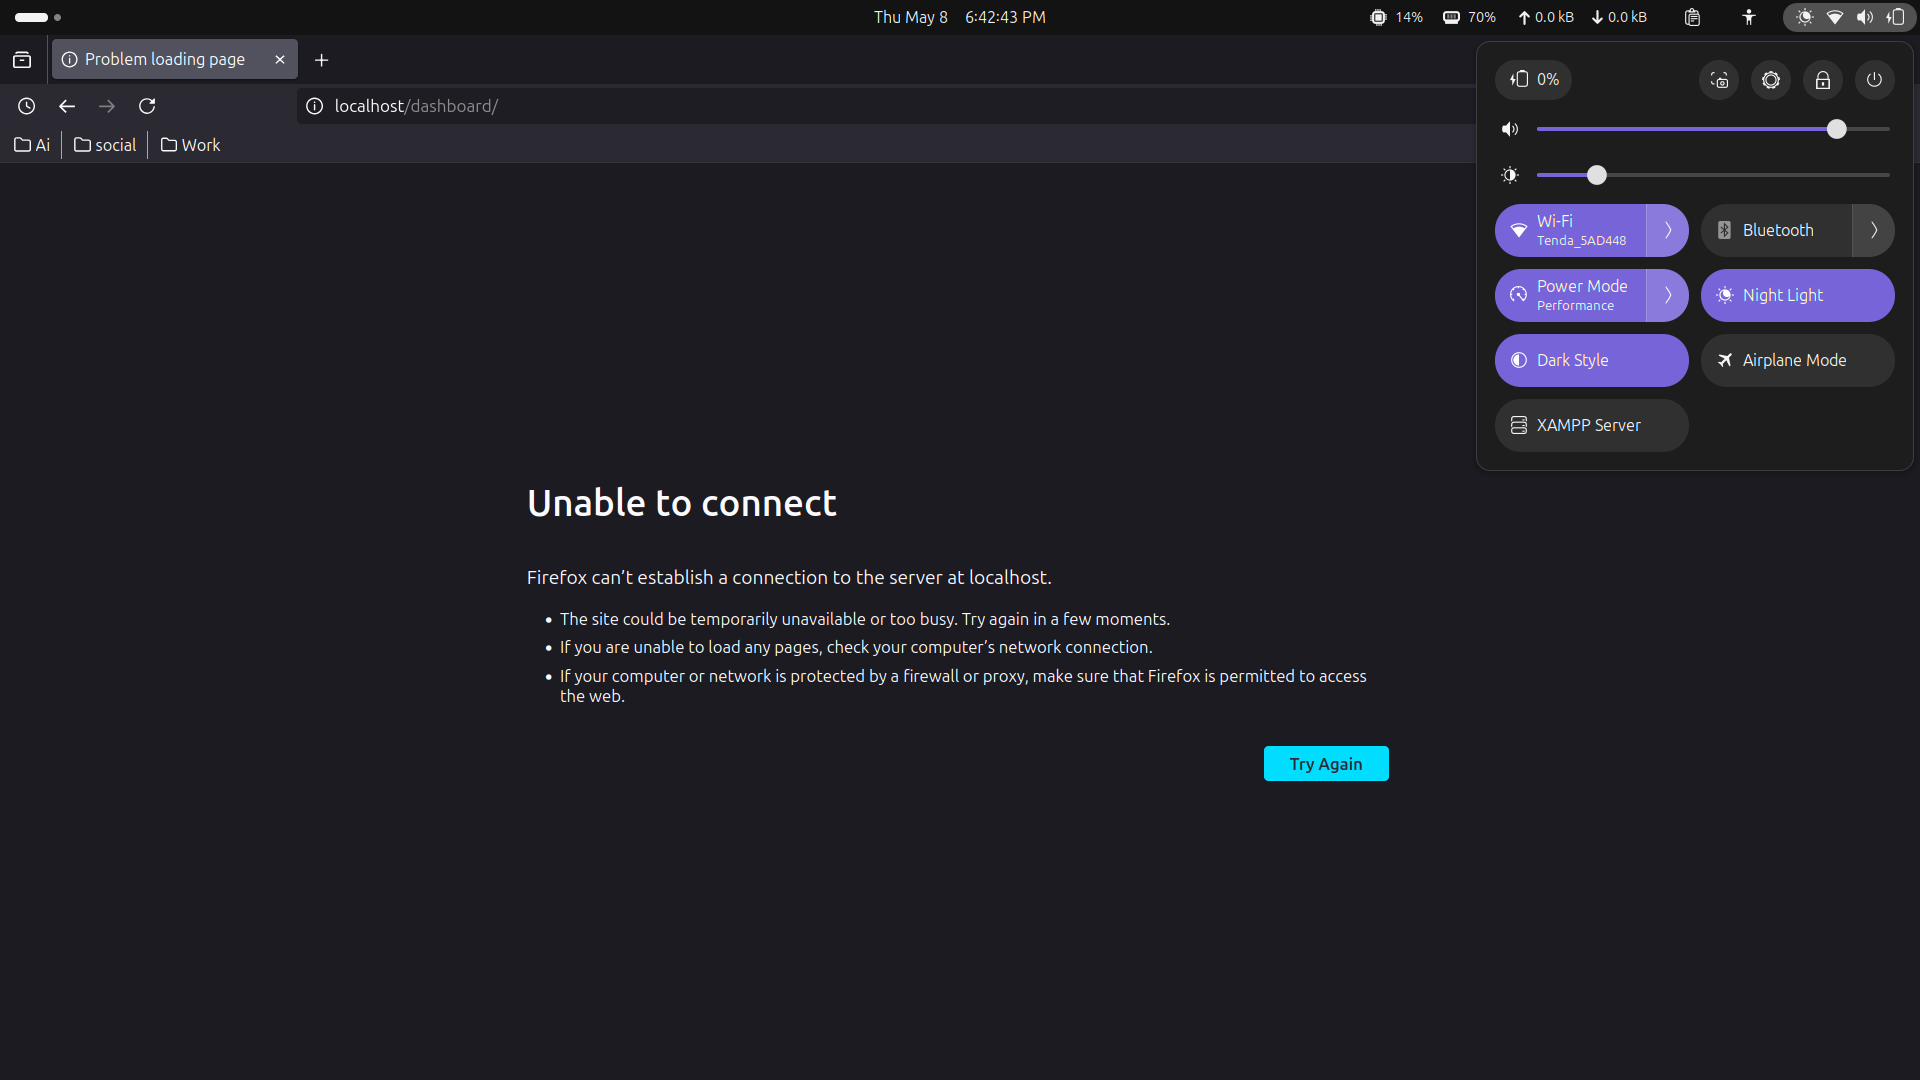 Thu May 8 6:42:43 PM
14% 70% 0.0 kB 0.0 kB
Problem loading page
localhost/dashboard/
Ai
social
Work
0%
Wi-Fi
Tenda_5AD448
Bluetooth
Power Mode
Performance
Night Light
Dark Style
Airplane Mode
XAMPP Server
Unable to connect
Firefox can’t establish a connection to the server at localhost.
• The site could be temporarily unavailable or too busy. Try again in a few moments.
• If you are unable to load any pages, check your computer’s network connection.
• If your computer or network is protected by a firewall or proxy, make sure that Firefox is permitted to access
the web.
Try Again